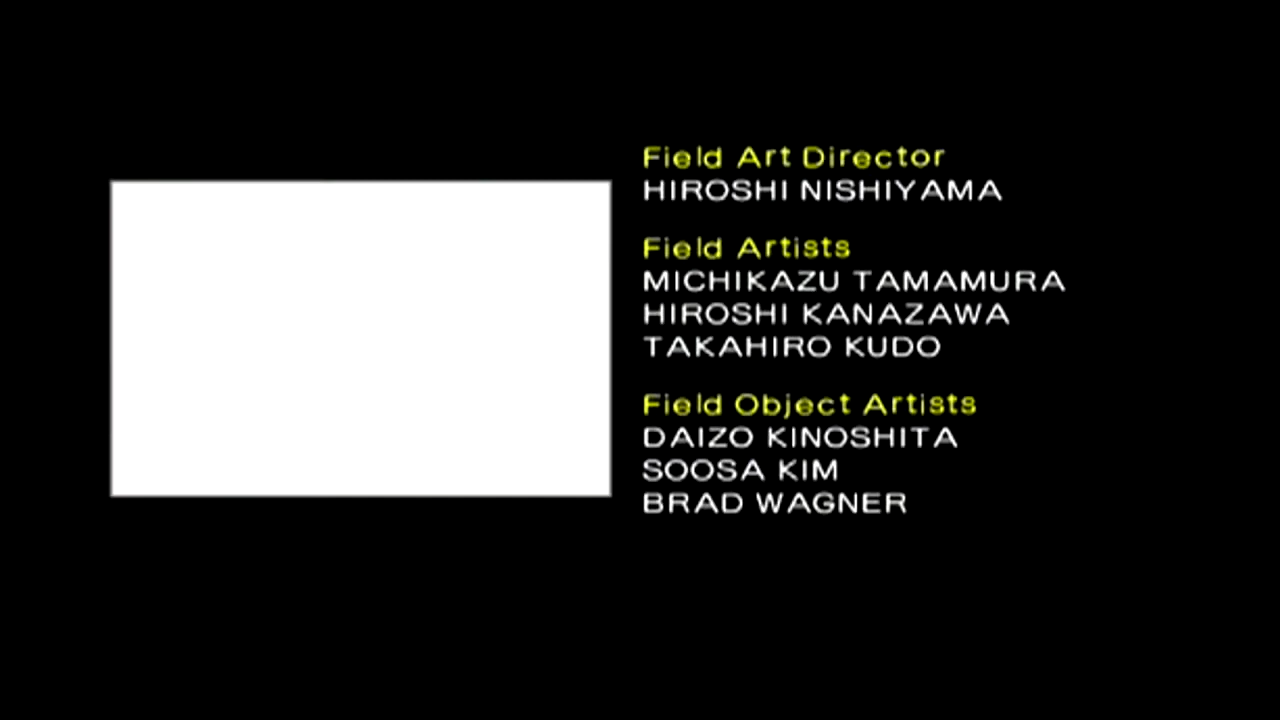 Field Art Director
HIROSHI NISHIYAMA
Field Artists
MICHIKAZU TAMAMURA
HIROSHI KANAZAWA
TAKAHIRO KUDO
Field Object Artists
DAIZO KINOSHITA
SOOSA KIM
BRAD WAGNER